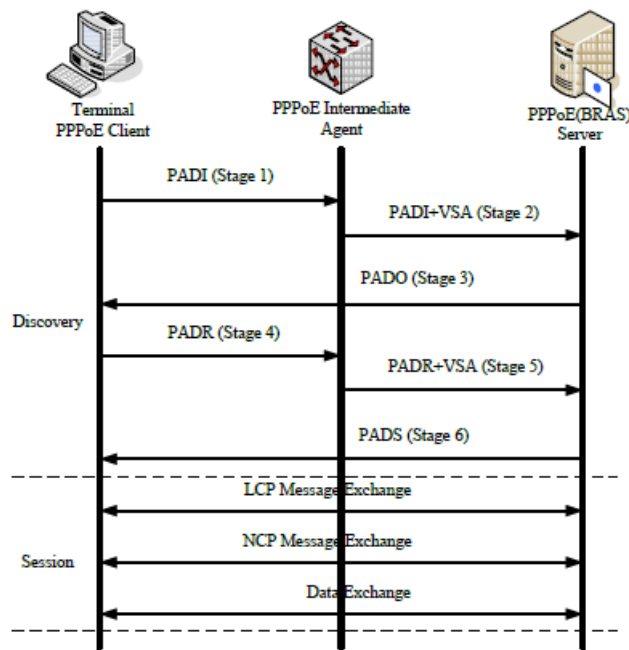 Terminal
PPPoE Client
PPPoE Intermediate
Agent
PPPoE(BRAS)
Server
PADI (Stage 1)
PADI+VSA (Stage 2)
PADO (Stage 3)
Discovery
PADR (Stage 4)
PADR+VSA (Stage 5)
PADS (Stage 6)
LCP Message Exchange
NCP Message Exchange
Session
Data Exchange